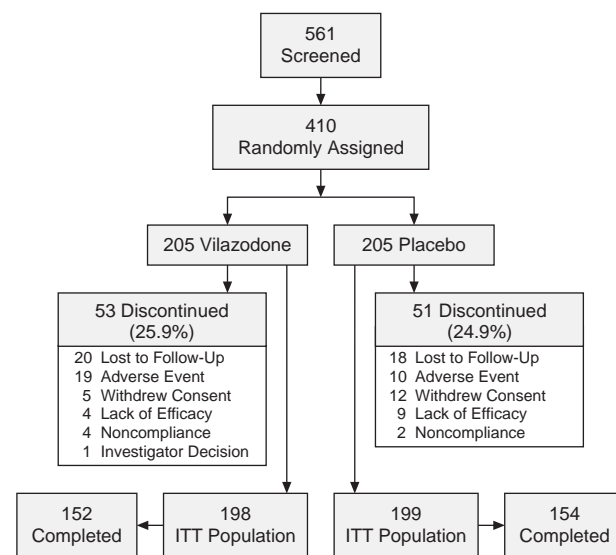 561
Screened
410
Randomly Assigned
205 Vilazodone
205 Placebo
53 Discontinued
(25.9%)
20 Lost to Follow-Up
19 Adverse Event
5 Withdrew Consent
4 Lack of Efficacy
4 Noncompliance
1 Investigator Decision
51 Discontinued
(24.9%)
18 Lost to Follow-Up
10 Adverse Event
12 Withdrew Consent
9 Lack of Efficacy
2 Noncompliance
152
Completed
198
ITT Population
199
ITT Population
154
Completed